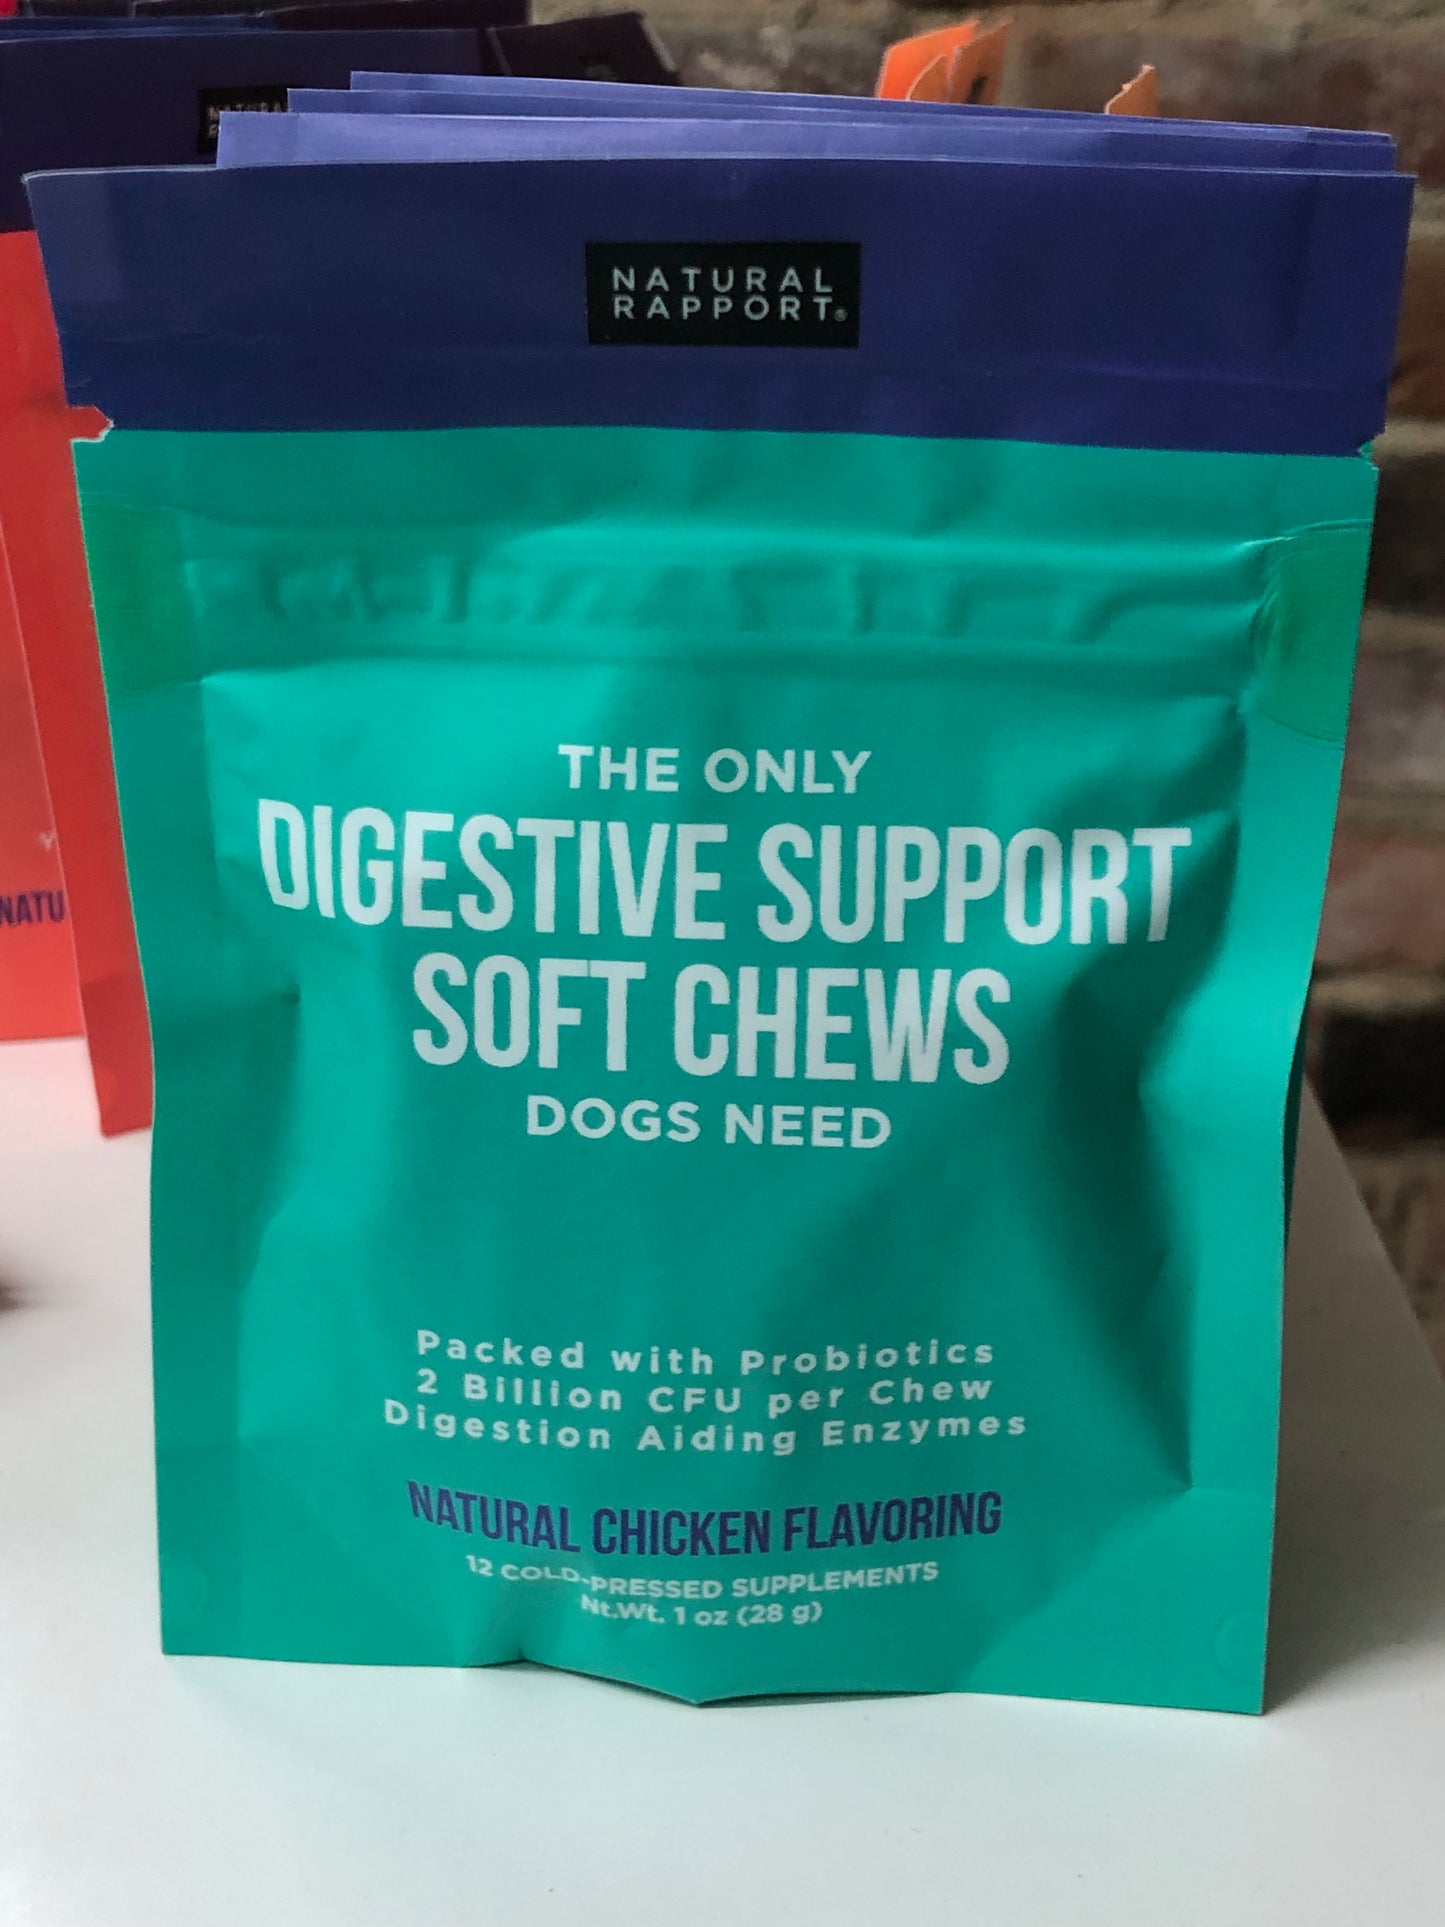 NATURAL
RAPPORT®
THE ONLY
DIGESTIVE SUPPORT
SOFT CHEWS
DOGS NEED
Packed with Probiotics
2 Billion CFU per Chew
Digestion Aiding Enzymes
NATURAL CHICKEN FLAVORING
12 COLD-PRESSED SUPPLEMENTS
Nt.Wt. 1 oz (28 g)
NATU